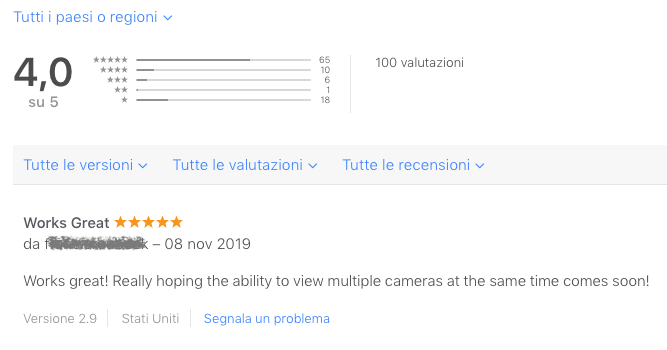 Tutti i paesi o regioni
4,0
su 5
★★★★★ 65
★★★★ 10
★★★ 6
★★ 1
★ 18
100 valutazioni
Tutte le versioni Tutte le valutazioni Tutte le recensioni
Works Great ★★★★★
da – 08 nov 2019
Works great! Really hoping the ability to view multiple cameras at the same time comes soon!
Versione 2.9 Stati Uniti Segnala un problema